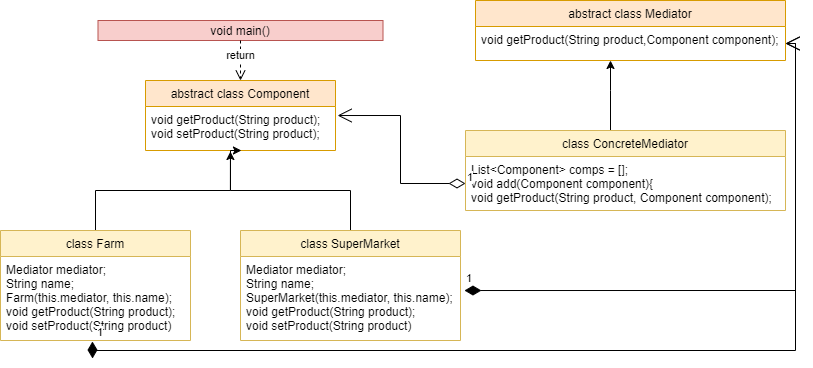 void main()
return
abstract class Mediator
void getProduct(String product,Component component);
abstract class Component
void getProduct(String product);
void setProduct(String product);
class ConcreteMediator
List<Component> comps = [];
void add(Component component){
void getProduct(String product, Component component);
1
class Farm
Mediator mediator;
String name;
Farm(this.mediator, this.name);
void getProduct(String product);
void setProduct(String product)
1
class SuperMarket
Mediator mediator;
String name;
SuperMarket(this.mediator, this.name);
void getProduct(String product);
void setProduct(String product)
1